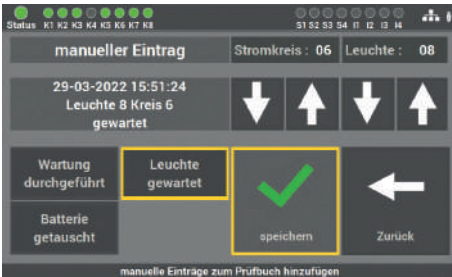 Status K1 K2 K3 K4 K5 K6 K7 K8 S1 S2 S3 S4 I1 I2 I3 I4
manueller Eintrag Stromkreis : 06 Leuchte : 08
29-03-2022 15:51:24
Leuchte 8 Kreis 6
gewartet
Wartung
durchgeführt
Leuchte
gewartet
Batterie
getauscht
speichern
Zurück
manuelle Einträge zum Prüfbuch hinzufügen